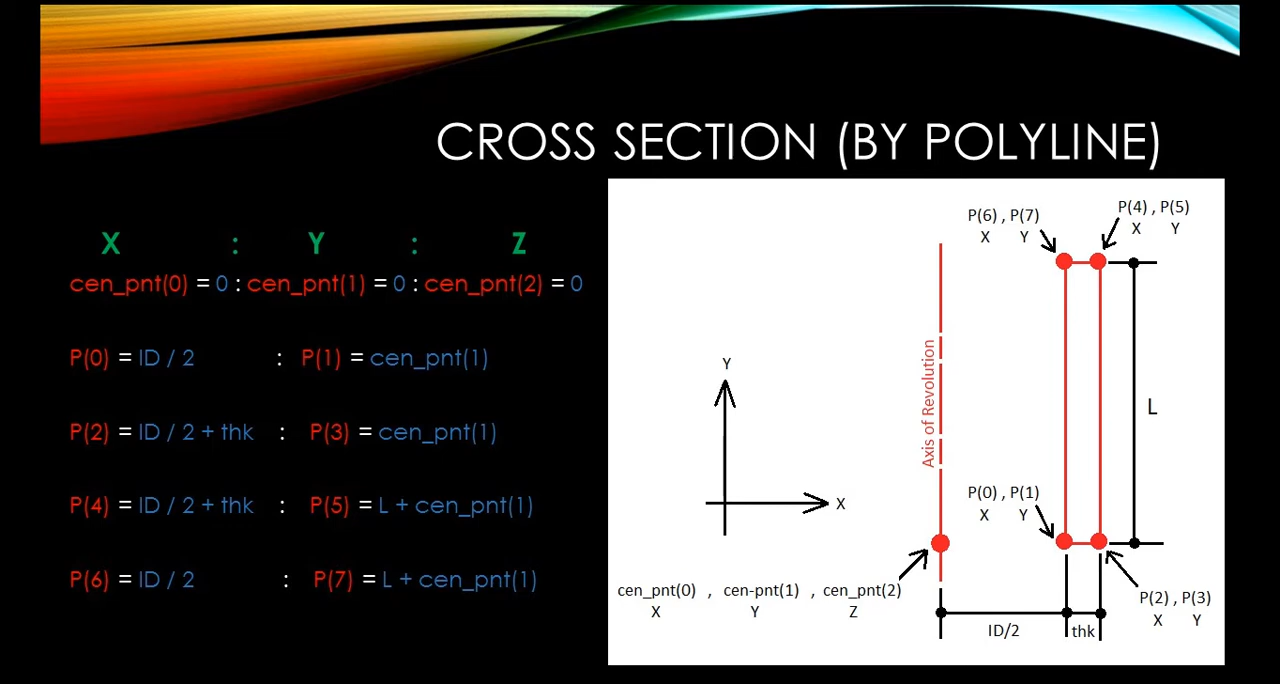 CROSS SECTION (BY POLYLINE)
X : Y : Z
cen_pnt(0) = 0 : cen_pnt(1) = 0 : cen_pnt(2) = 0
P(0) = ID / 2 : P(1) = cen_pnt(1)
P(2) = ID / 2 + thk : P(3) = cen_pnt(1)
P(4) = ID / 2 + thk : P(5) = L + cen_pnt(1)
P(6) = ID / 2 : P(7) = L + cen_pnt(1)
P(6) , P(7)
X Y
P(4) , P(5)
X Y
Axis of Revolution
Y
X
L
P(0) , P(1)
X Y
cen_pnt(0) , cen-pnt(1) , cen_pnt(2)
X Y Z
P(2) , P(3)
X Y
ID/2
thk